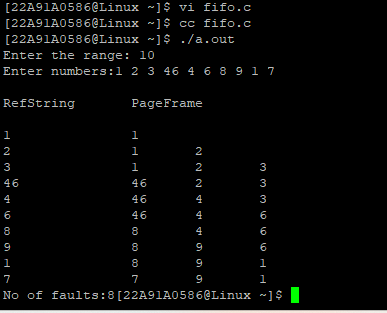 [22A91A0586@Linux ~]$ vi fifo.c
[22A91A0586@Linux ~]$ cc fifo.c
[22A91A0586@Linux ~]$ ./a.out
Enter the range: 10
Enter numbers:1 2 3 46 4 6 8 9 1 7
RefString PageFrame
1 1
2 1 2
3 1 2 3
46 46 2 3
4 46 4 3
6 46 4 6
8 8 4 6
9 8 9 6
1 8 9 1
7 7 9 1
No of faults:8[22A91A0586@Linux ~]$